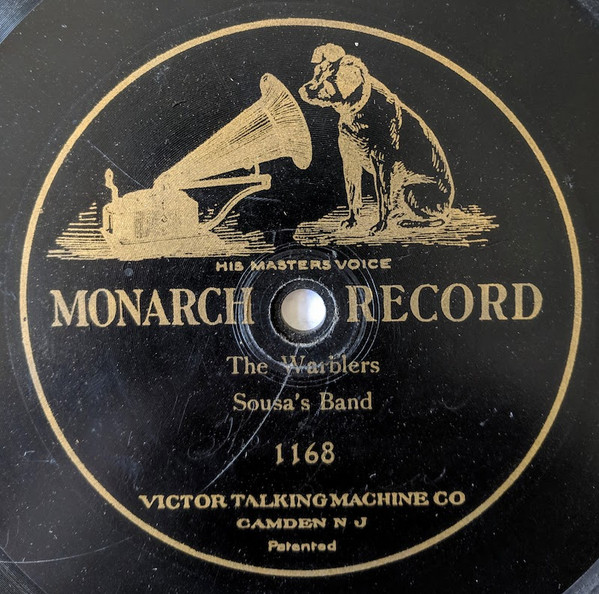 HIS MASTERS VOICE
MONARCH RECORD
The Warblers
Sousa's Band
1168
VICTOR TALKING MACHINE CO
CAMDEN N J
Patented